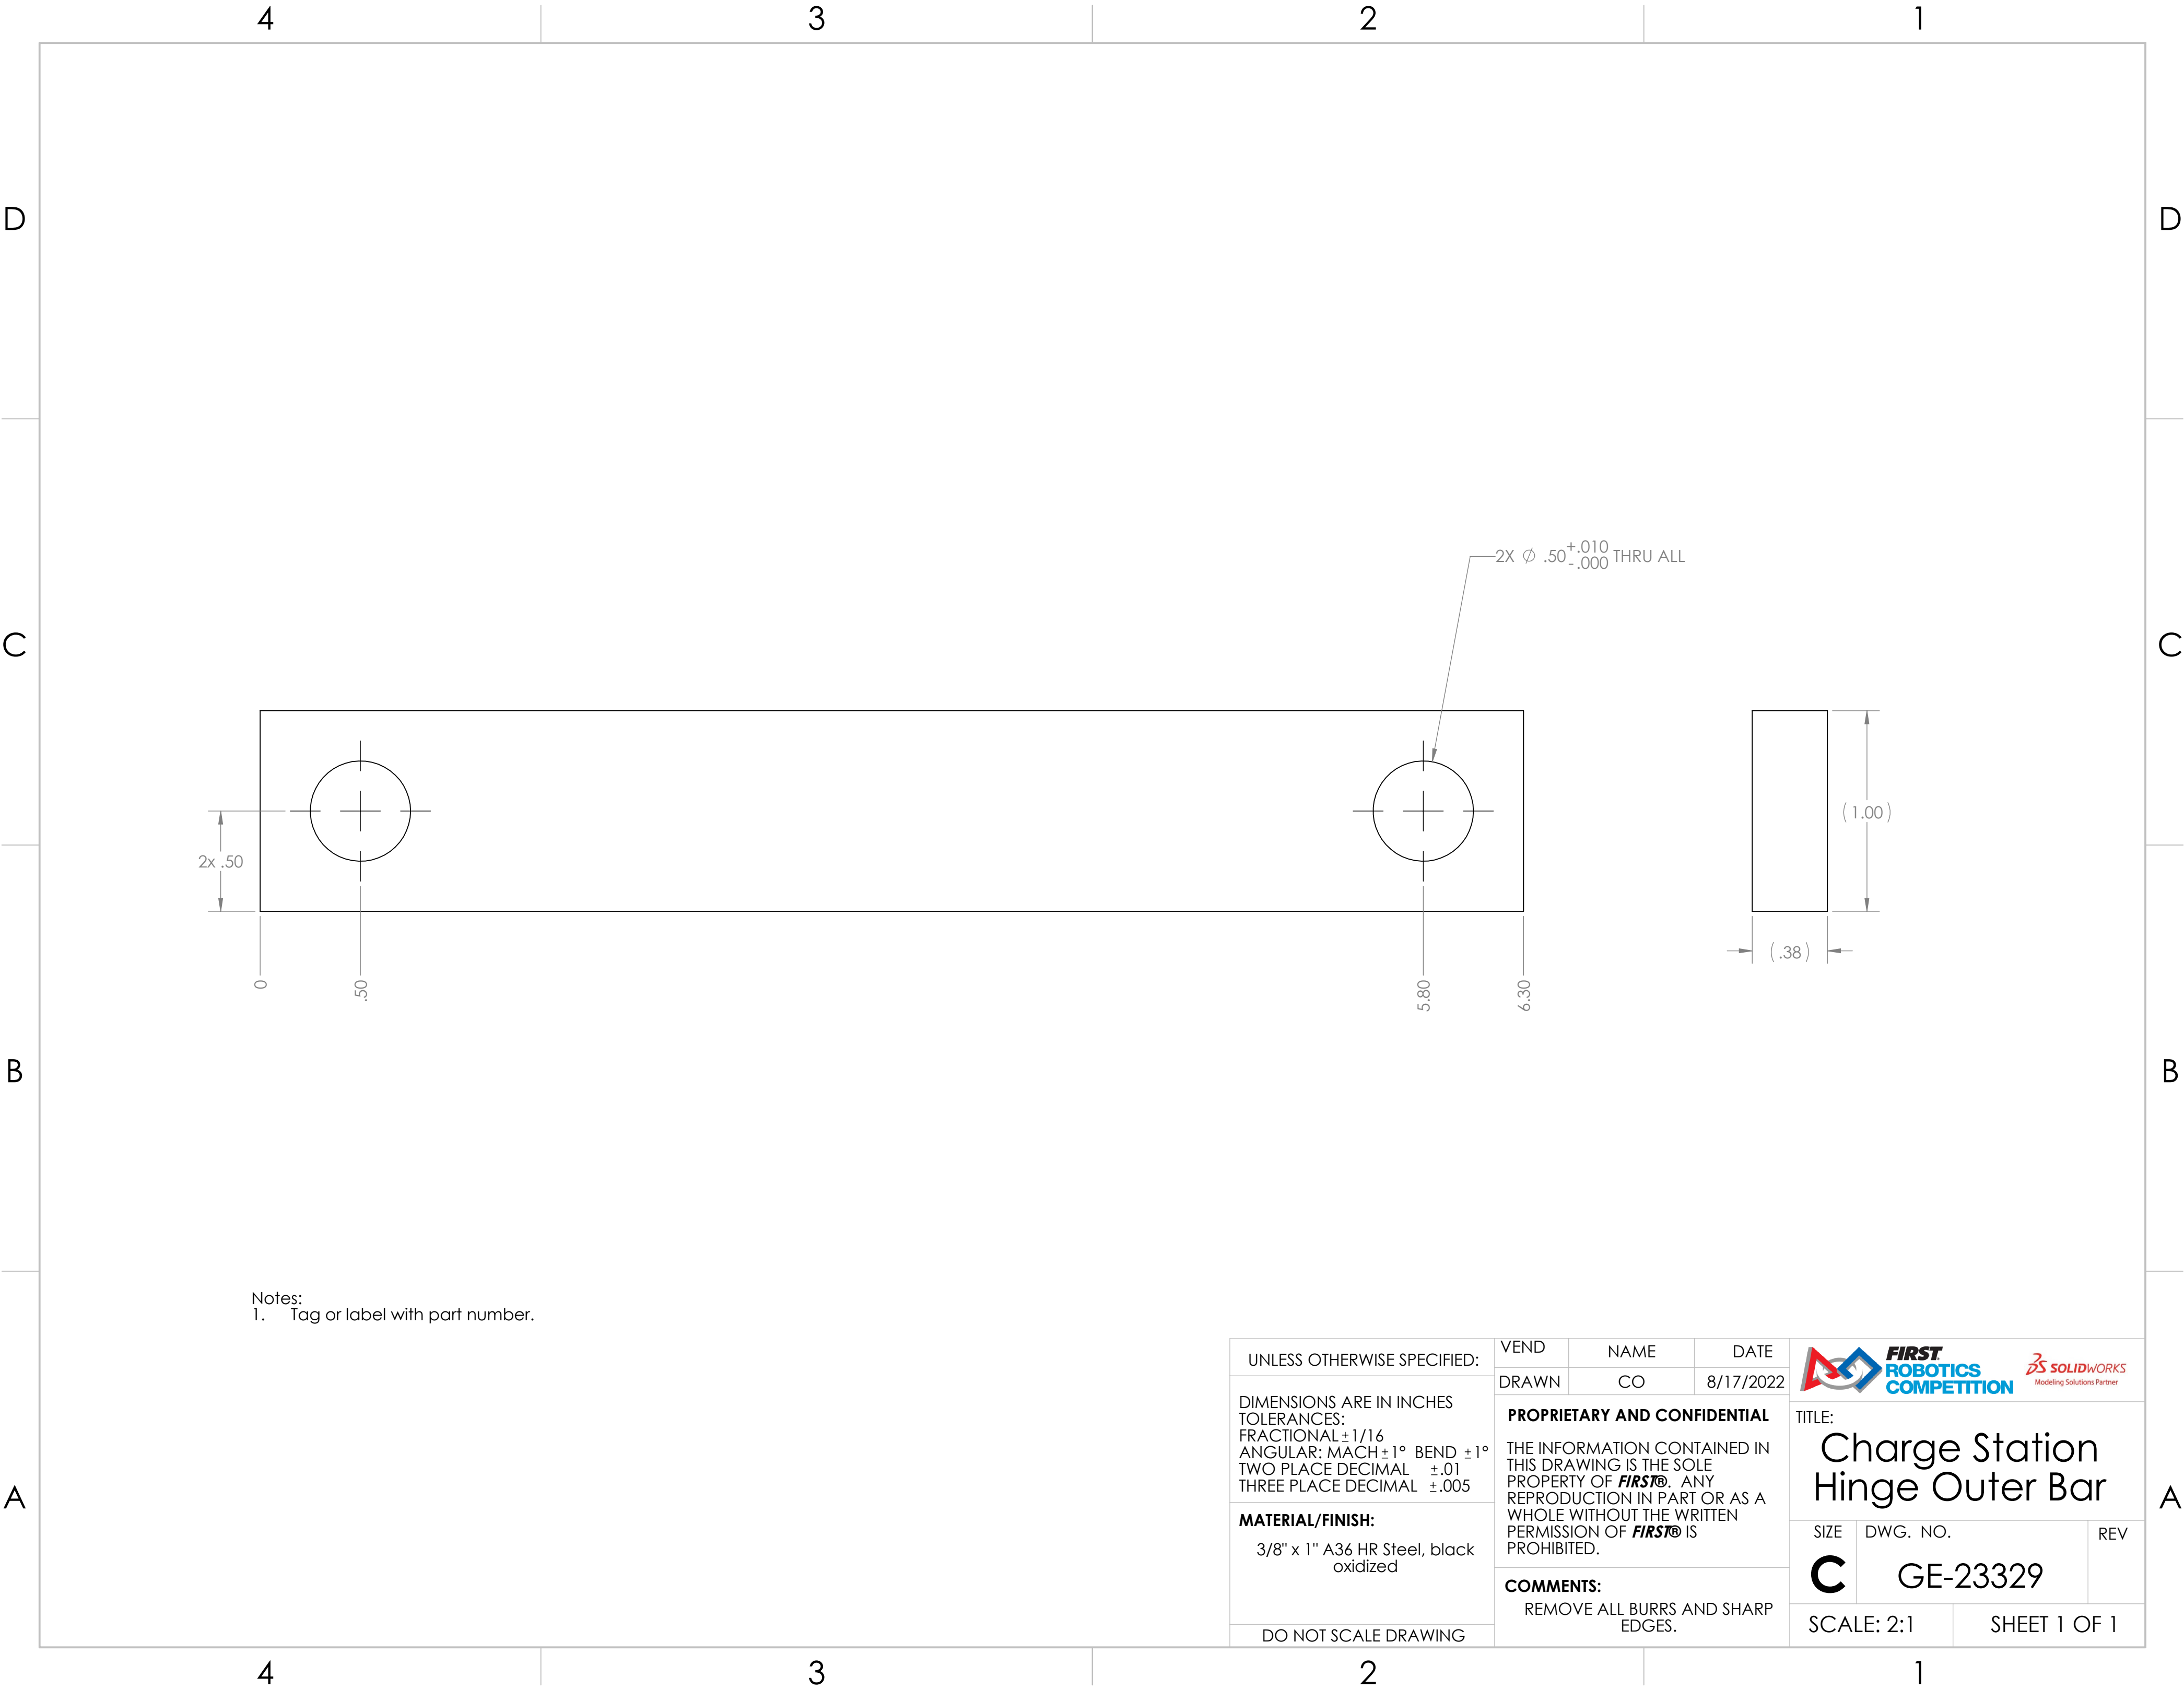 4 3 2 1
D D
2X ∅ .50 +.010 - .000 THRU ALL
C C
( 1.00 )
2x .50
( .38 )
0 .50 5.80 6.30
B B
Notes:
1. Tag or label with part number.
UNLESS OTHERWISE SPECIFIED:
DIMENSIONS ARE IN INCHES
TOLERANCES:
FRACTIONAL ± 1/16
ANGULAR: MACH ± 1° BEND ± 1°
TWO PLACE DECIMAL ± .01
THREE PLACE DECIMAL ± .005
MATERIAL/FINISH:
3/8" x 1" A36 HR Steel, black
oxidized
DO NOT SCALE DRAWING
VEND NAME DATE
DRAWN CO 8/17/2022
PROPRIETARY AND CONFIDENTIAL
THE INFORMATION CONTAINED IN
THIS DRAWING IS THE SOLE
PROPERTY OF FIRST®. ANY
REPRODUCTION IN PART OR AS A
WHOLE WITHOUT THE WRITTEN
PERMISSION OF FIRST® IS
PROHIBITED.
COMMENTS:
REMOVE ALL BURRS AND SHARP
EDGES.
FIRST
ROBOTICS
COMPETITION
SOLIDWORKS
Modeling Solutions Partner
TITLE:
Charge Station
Hinge Outer Bar
SIZE DWG. NO. REV
C GE-23329
SCALE: 2:1 SHEET 1 OF 1
A A
4 3 2 1